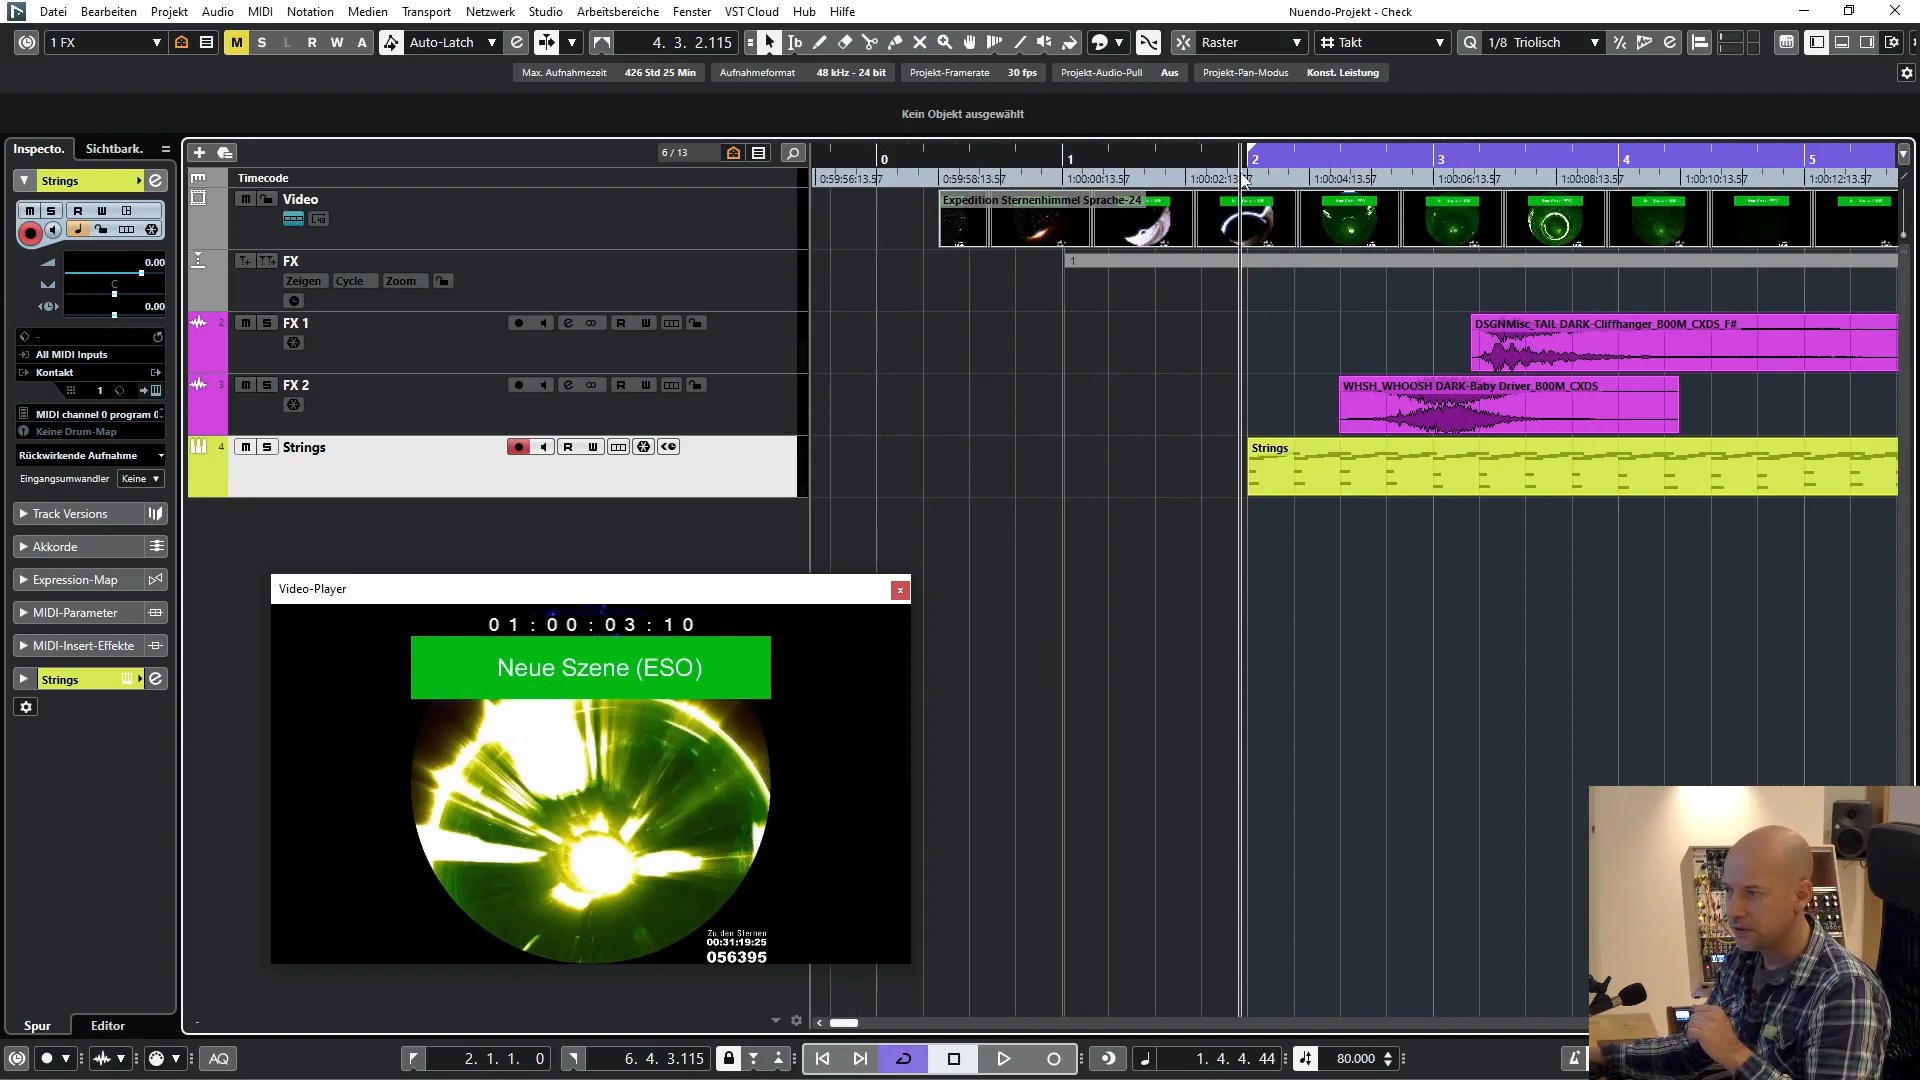 Datei Bearbeiten Projekt Audio MIDI Notation Medien Transport Netzwerk Studio Arbeitsbereiche Fenster VST Cloud Hub Hilfe Nuendo-Projekt - Check
1 FX M S L R W A Auto-Latch 4. 3. 2.115 Raster Takt Q 1/8 Triolisch
Max. Aufnahmezeit 426 Std 25 Min Aufnahmeformat 48 kHz - 24 bit Projekt-Framerate 30 fps Projekt-Audio-Pull Aus Projekt-Pan-Modus Konst. Leistung
Kein Objekt ausgewählt
Inspecto. Sichtbark. 6 / 13 0 1 2 3 4 5
Timecode 0:59:56:13.57 0:59:58:13.57 1:00:00:13.57 1:00:02:13 1:00:04:13.57 1:00:06:13.57 1:00:08:13.57 1:00:10:13.57 1:00:12:13.57
Strings e
m Video
Expedition Sternenhimmel Sprache-24
m S R W
FX 1
0.00
Zeigen Cycle Zoom
C
0.00
2 m S FX 1 R W
DSGNMisc_TAIL DARK-Cliffhanger_B00M_CXDS_F#
All MIDI Inputs
Kontakt
1
3 m S FX 2 R W
WHSH_WHOOSH DARK-Baby Driver_B00M_CXDS
MIDI channel 0 program 0
Keine Drum-Map
4 m S Strings R W
Strings
Rückwirkende Aufnahme
Eingangsumwandler Keine
Track Versions
Akkorde
Expression-Map
MIDI-Parameter
MIDI-Insert-Effekte
Strings e
Video-Player x
01:00:03:10
Neue Szene (ESO)
Zu den Sternen
00:31:19:25
056395
Spur Editor
AQ 2. 1. 1. 0 6. 4. 3.115 1. 4. 4. 44 80.000